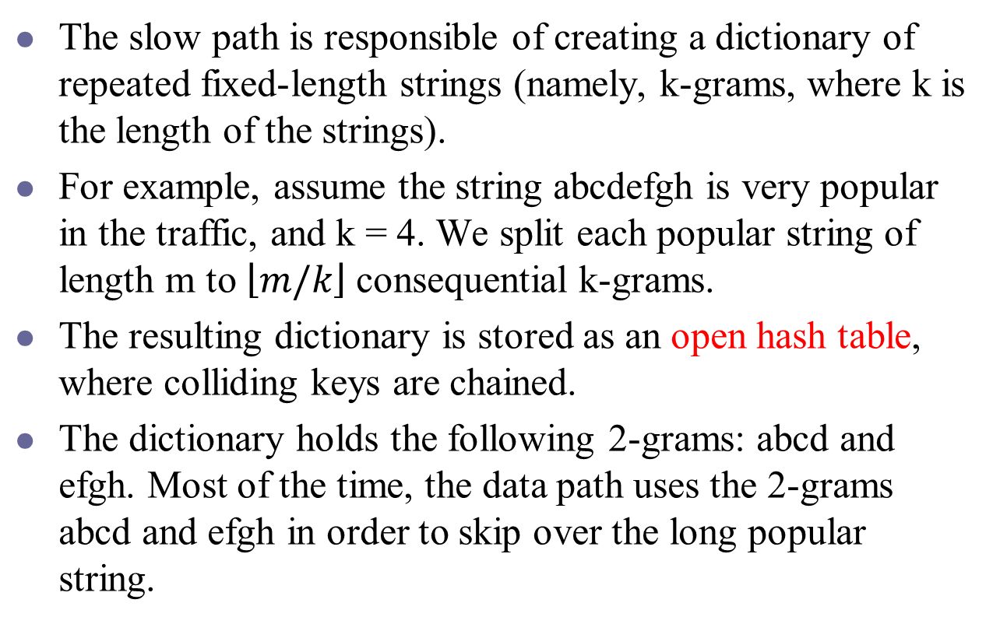 ● The slow path is responsible of creating a dictionary of
repeated fixed-length strings (namely, k-grams, where k is
the length of the strings).
● For example, assume the string abcdefgh is very popular
in the traffic, and k = 4. We split each popular string of
length m to ⌊m/k⌋ consequential k-grams.
● The resulting dictionary is stored as an open hash table,
where colliding keys are chained.
● The dictionary holds the following 2-grams: abcd and
efgh. Most of the time, the data path uses the 2-grams
abcd and efgh in order to skip over the long popular
string.